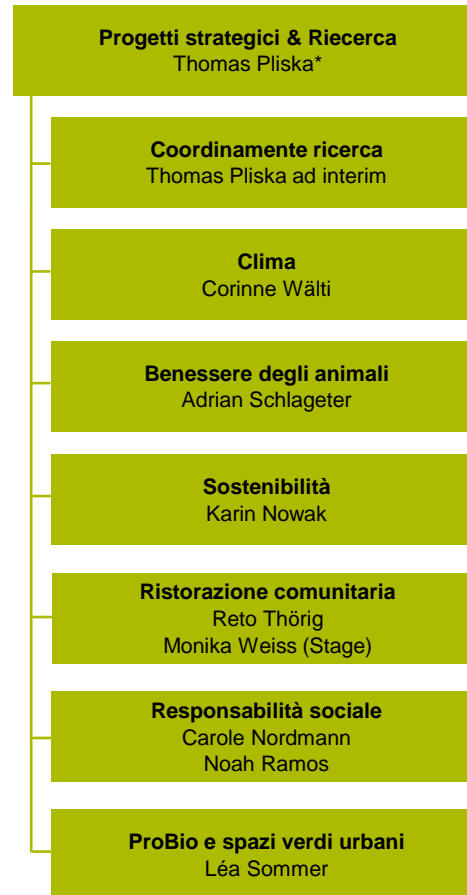 Progetti strategici & Riecerca
Thomas Pliska*
Coordinamente ricerca
Thomas Pliska ad interim
Clima
Corinne Wälti
Benessere degli animali
Adrian Schlageter
Sostenibilità
Karin Nowak
Ristorazione comunitaria
Reto Thörig
Monika Weiss (Stage)
Responsabilità sociale
Carole Nordmann
Noah Ramos
ProBio e spazi verdi urbani
Léa Sommer